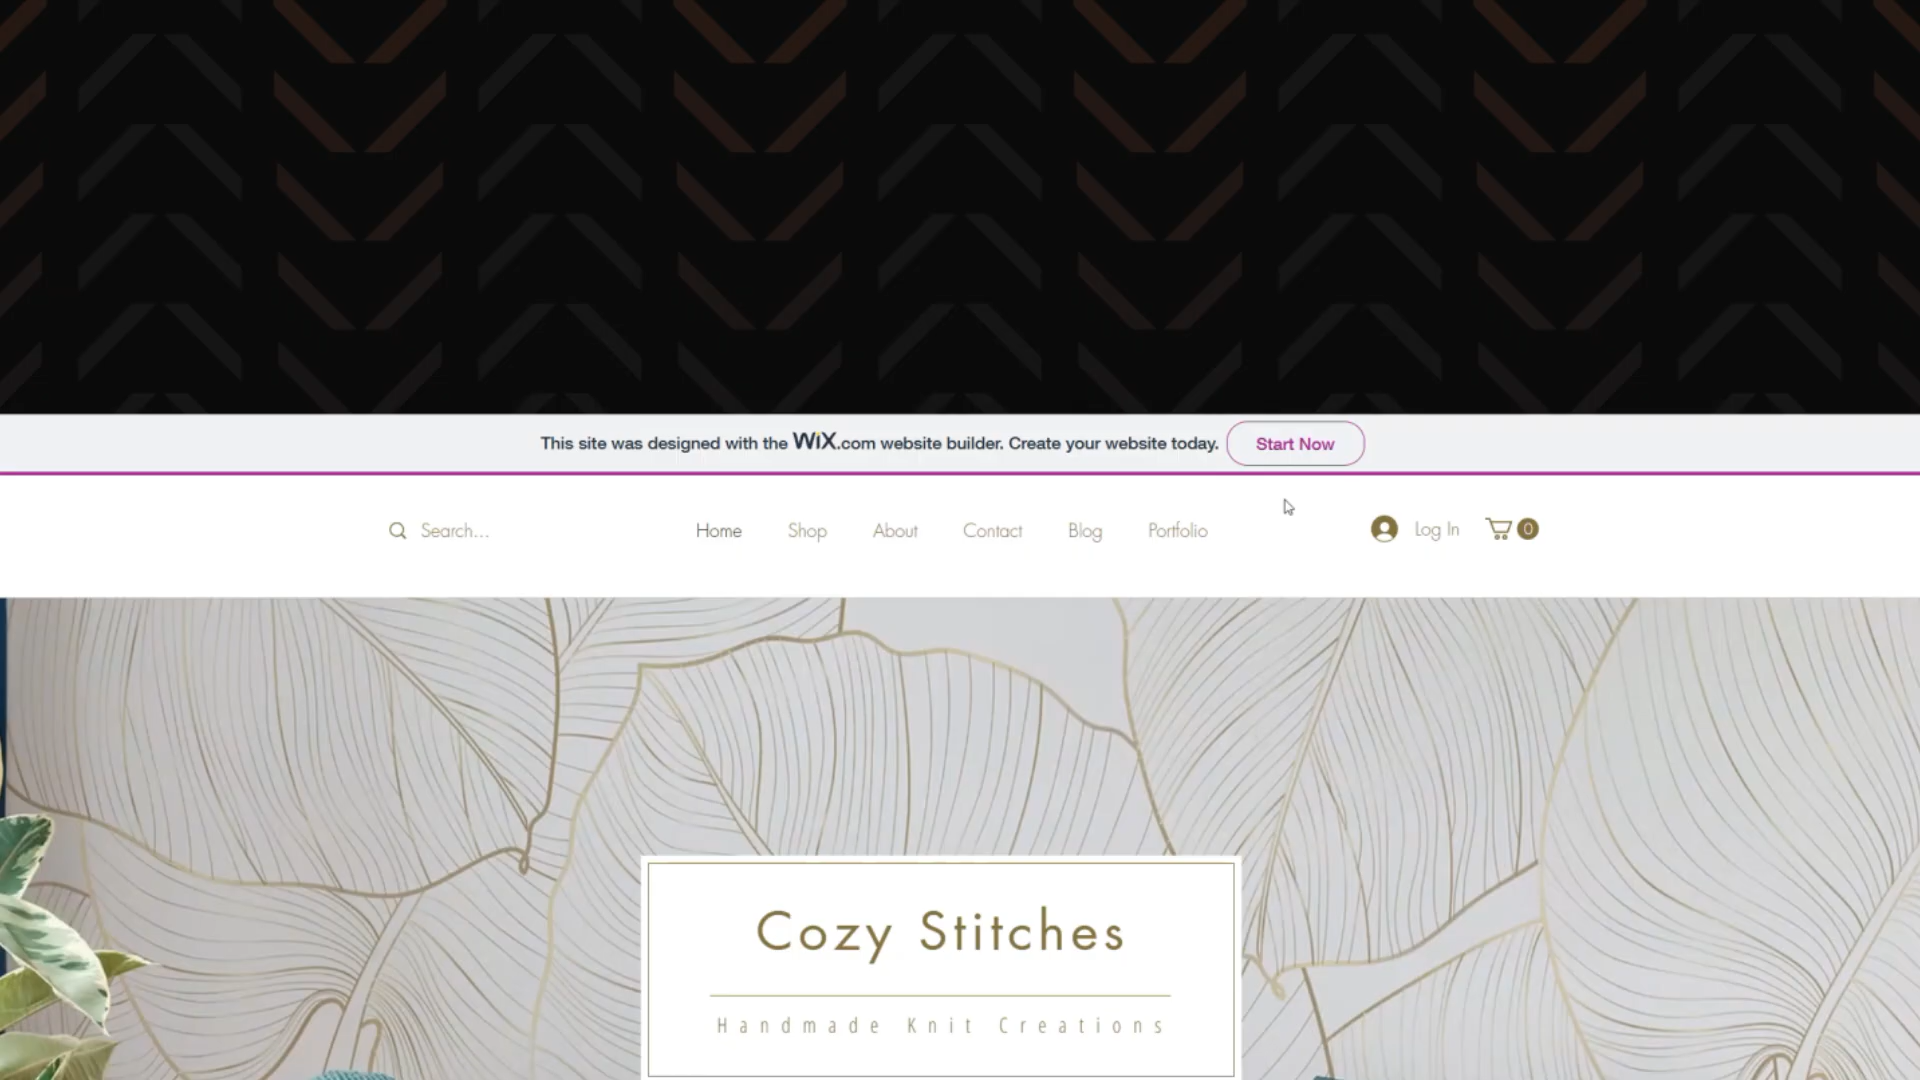 This site was designed with the WiX.com website builder. Create your website today. Start Now
Search... Home Shop About Contact Blog Portfolio Log In 0
Cozy Stitches
Handmade Knit Creations